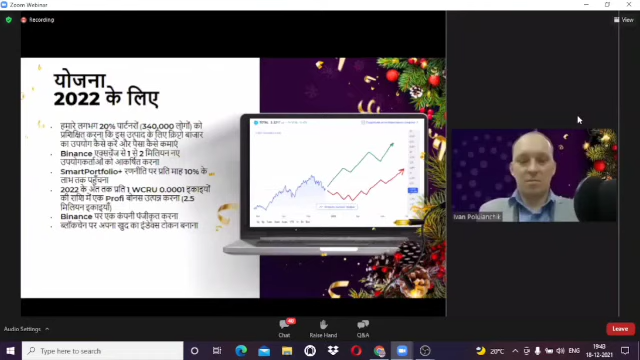 Zoom Webinar
Recording
View
योजना
2022 के लिए
हमारे लगभग 20% पार्टनरों (340,000 लोगों) को
प्रशिक्षित करना कि इस उत्पाद के लिए क्रिप्टो बाजार
का उपयोग कैसे करें और पैसा कैसे कमाएं
Binance एक्सचेंज से 1 से 2 मिलियन नए
उपयोगकर्ताओं को आकर्षित करना
SmartPortfolio+ रणनीति पर प्रति माह 10% के
लाभ तक पहुँचना
2022 के अंत तक प्रति 1 WCRU 0.0001 इकाइयों
की राशि में एक Profi बोनस उत्पन्न करना (2.5
मिलियन इकाइयाँ)
Binance पर एक कंपनी पंजीकृत करना
ब्लॉकचेन पर अपना खुद का इंडेक्स टोकन बनाना
Ivan Poluianchik
Audio Settings
Chat
Raise Hand
Q&A
Leave
Type here to search
20°C
ENG
19:43
18-12-2021